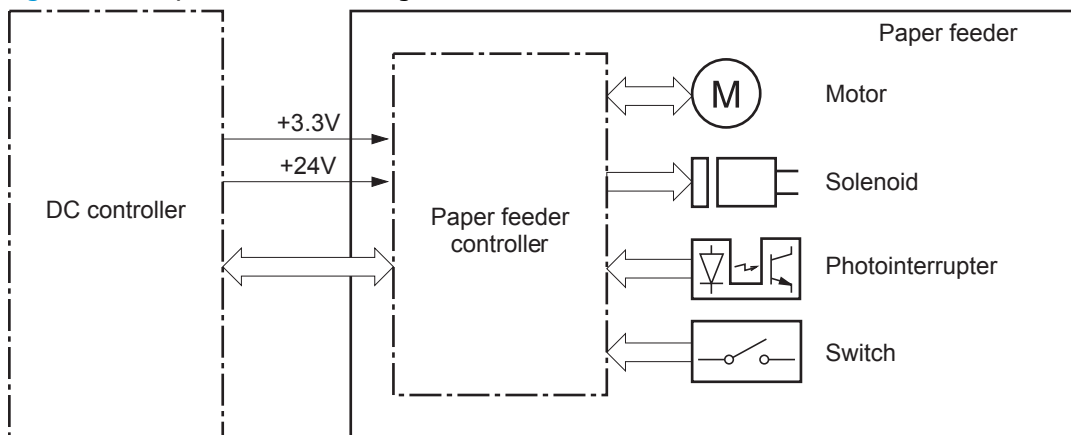 Paper feeder
M
Motor
+3.3V
+24V
Solenoid
DC controller
Paper feeder
controller
Photointerrupter
Switch